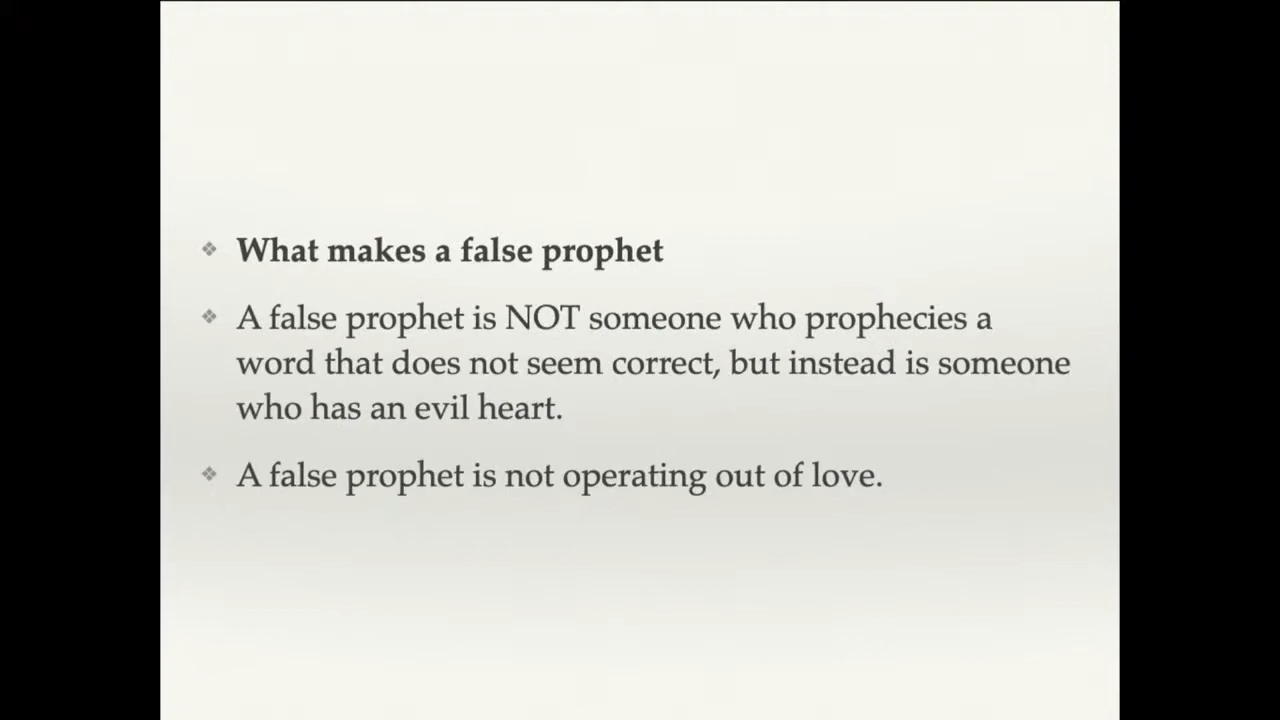 What makes a false prophet
A false prophet is NOT someone who prophecies a
word that does not seem correct, but instead is someone
who has an evil heart.
A false prophet is not operating out of love.